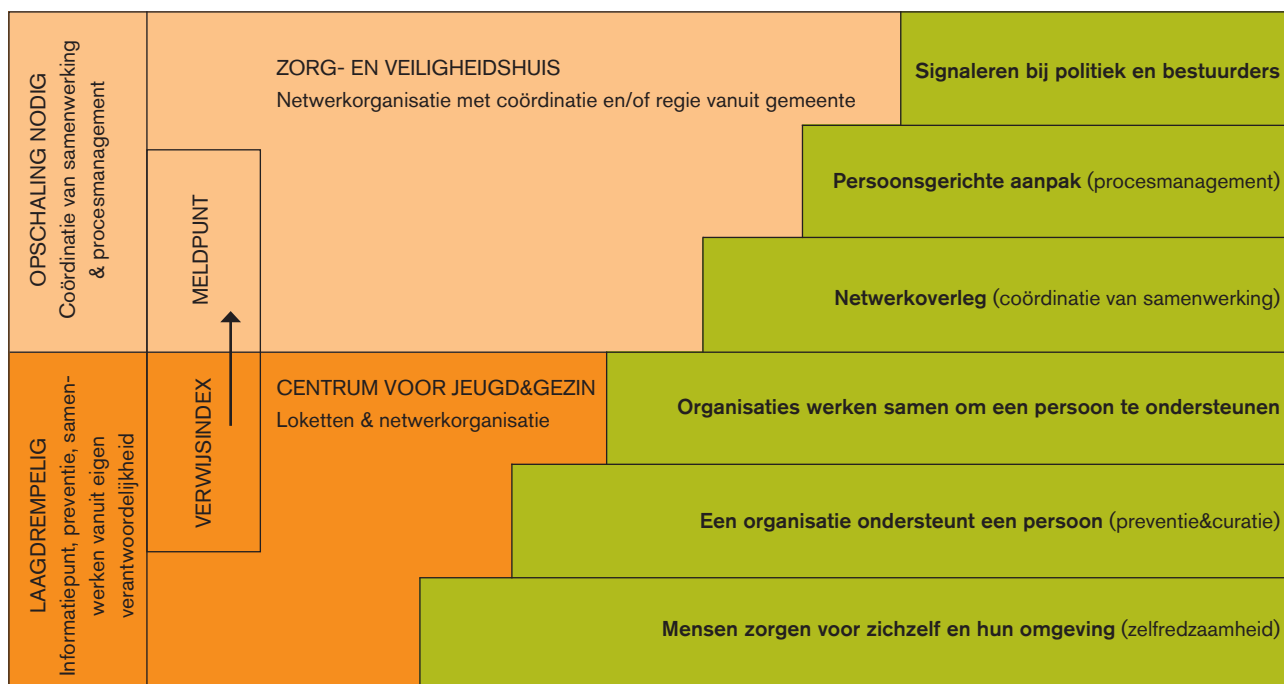 OPSCHALING NODIG
Coördinatie van samenwerking
& procesmanagement
MELDPUNT
ZORG- EN VEILIGHEIDSHUIS
Netwerkorganisatie met coördinatie en/of regie vanuit gemeente
Signaleren bij politiek en bestuurders
Persoonsgerichte aanpak (procesmanagement)
Netwerkoverleg (coördinatie van samenwerking)
LAAGDREMPELIG
Informatiepunt, preventie, samen-
werken vanuit eigen
verantwoordelijkheid
VERWIJSINDEX
CENTRUM VOOR JEUGD&GEZIN
Loketten & netwerkorganisatie
Organisaties werken samen om een persoon te ondersteunen
Een organisatie ondersteunt een persoon (preventie&curatie)
Mensen zorgen voor zichzelf en hun omgeving (zelfredzaamheid)